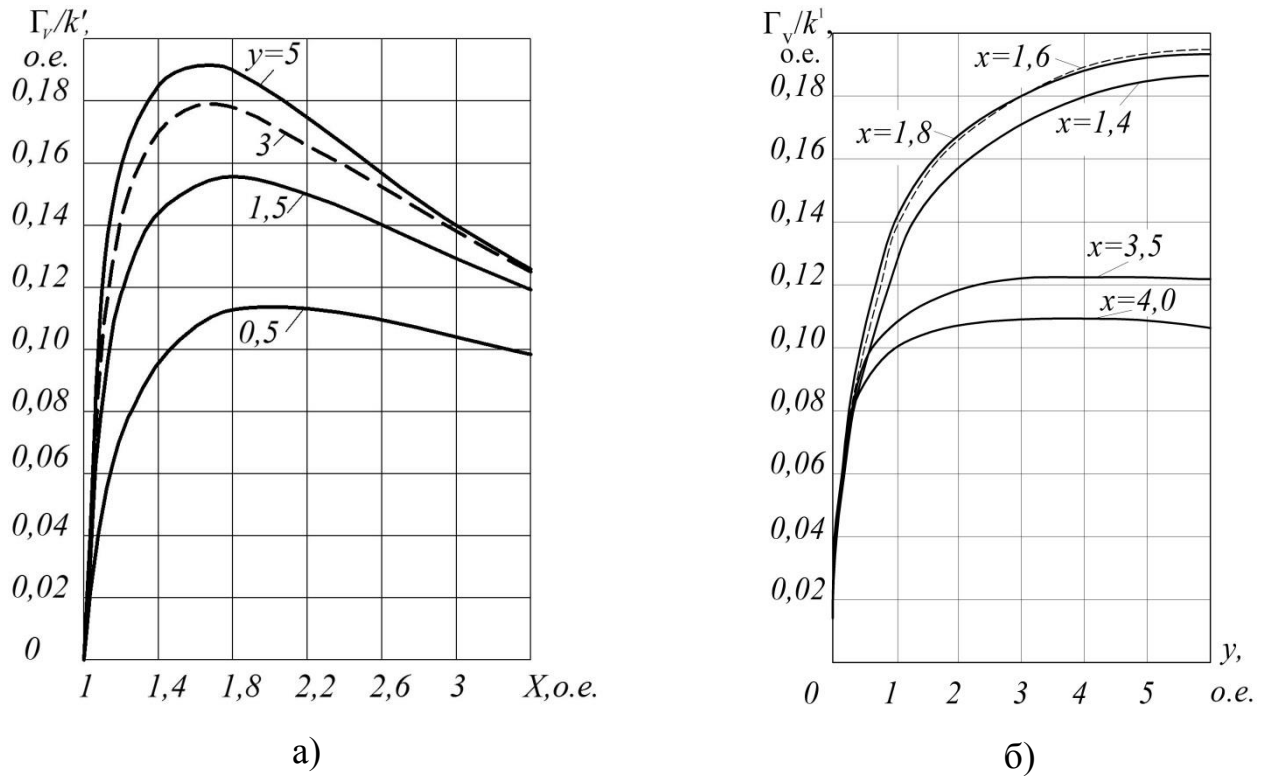 Γᵥ/k′,
о.е.
0,18
0,16
0,14
0,12
0,10
0,08
0,06
0,04
0,02
0
y=5
3
1,5
0,5
1 1,4 1,8 2,2 2,6 3 X,о.е.
а)
Γᵥ/k¹,
о.е.
0,18
0,16
0,14
0,12
0,10
0,08
0,06
0,04
0,02
x=1,6
x=1,8
x=1,4
x=3,5
x=4,0
y,
0 1 2 3 4 5 о.е.
б)